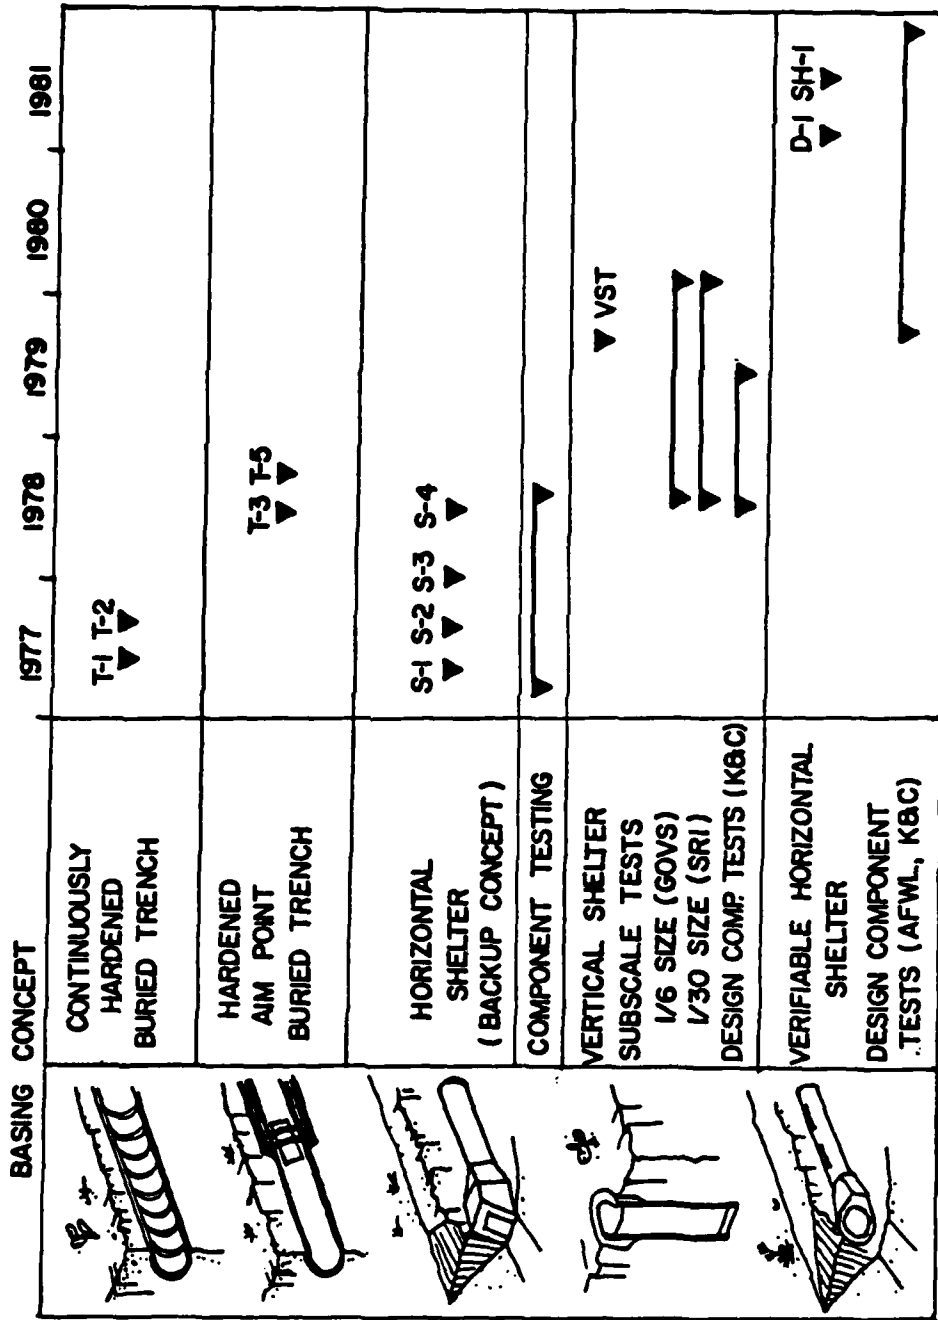 BASING CONCEPT
1977 1978 1979 1980 1981
CONTINUOUSLY
HARDENED
BURIED TRENCH
T-1 T-2
HARDENED
AIM POINT
BURIED TRENCH
T-3 T-5
HORIZONTAL
SHELTER
(BACKUP CONCEPT)
S-1 S-2 S-3 S-4
COMPONENT TESTING
VERTICAL SHELTER
VST
SUBSCALE TESTS
1/6 SIZE (GOVS)
1/30 SIZE (SRI)
DESIGN COMP. TESTS (K&C)
VERIFIABLE HORIZONTAL
SHELTER
D-1 SH-1
DESIGN COMPONENT
TESTS (AFWL, K&C)